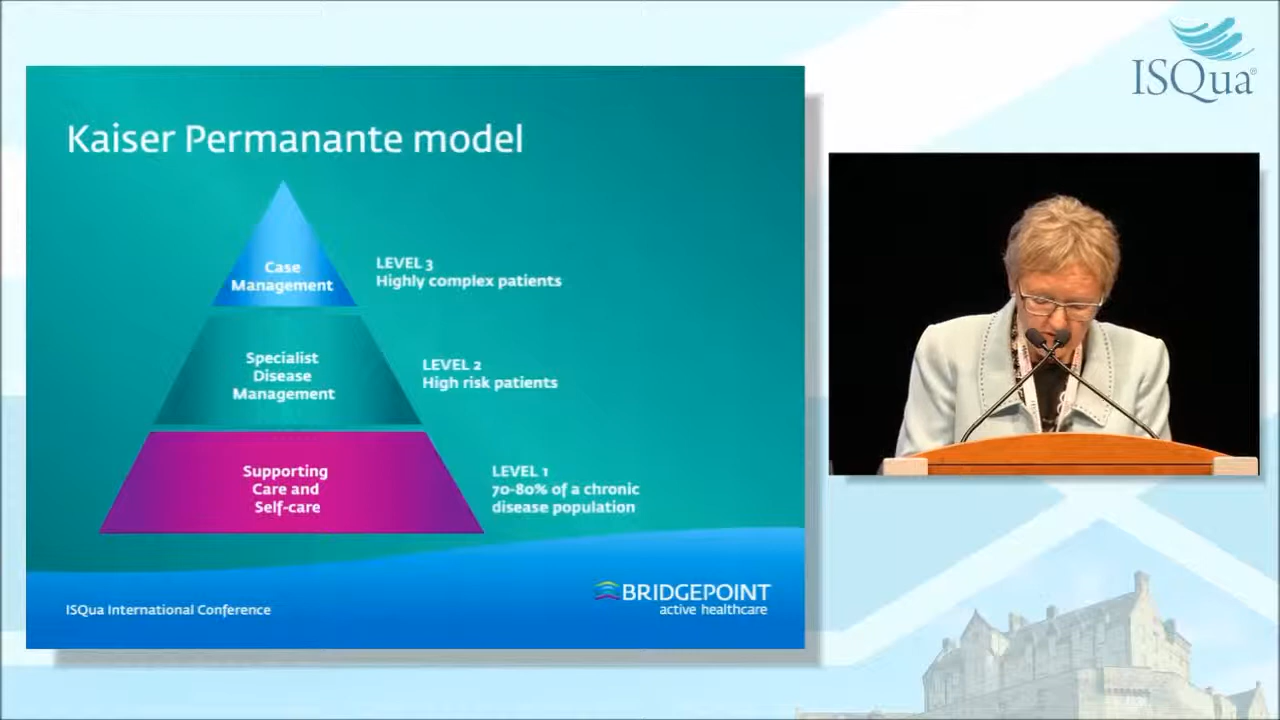 ISQua®
Kaiser Permanante model
Case
Management
LEVEL 3
Highly complex patients
Specialist
Disease
Management
LEVEL 2
High risk patients
Supporting
Care and
Self-care
LEVEL 1
70-80% of a chronic
disease population
ISQua International Conference
BRIDGEPOINT
active healthcare